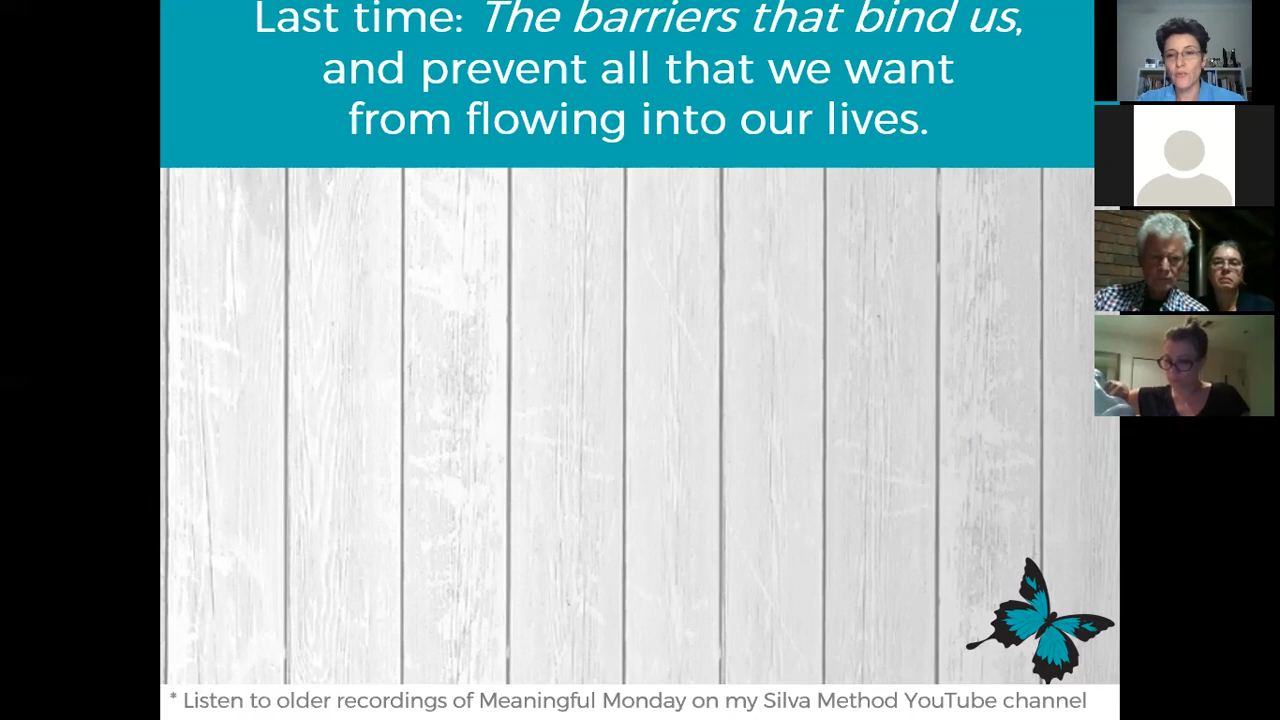 Last time: The barriers that bind us,
and prevent all that we want
from flowing into our lives.
* Listen to older recordings of Meaningful Monday on my Silva Method YouTube channel